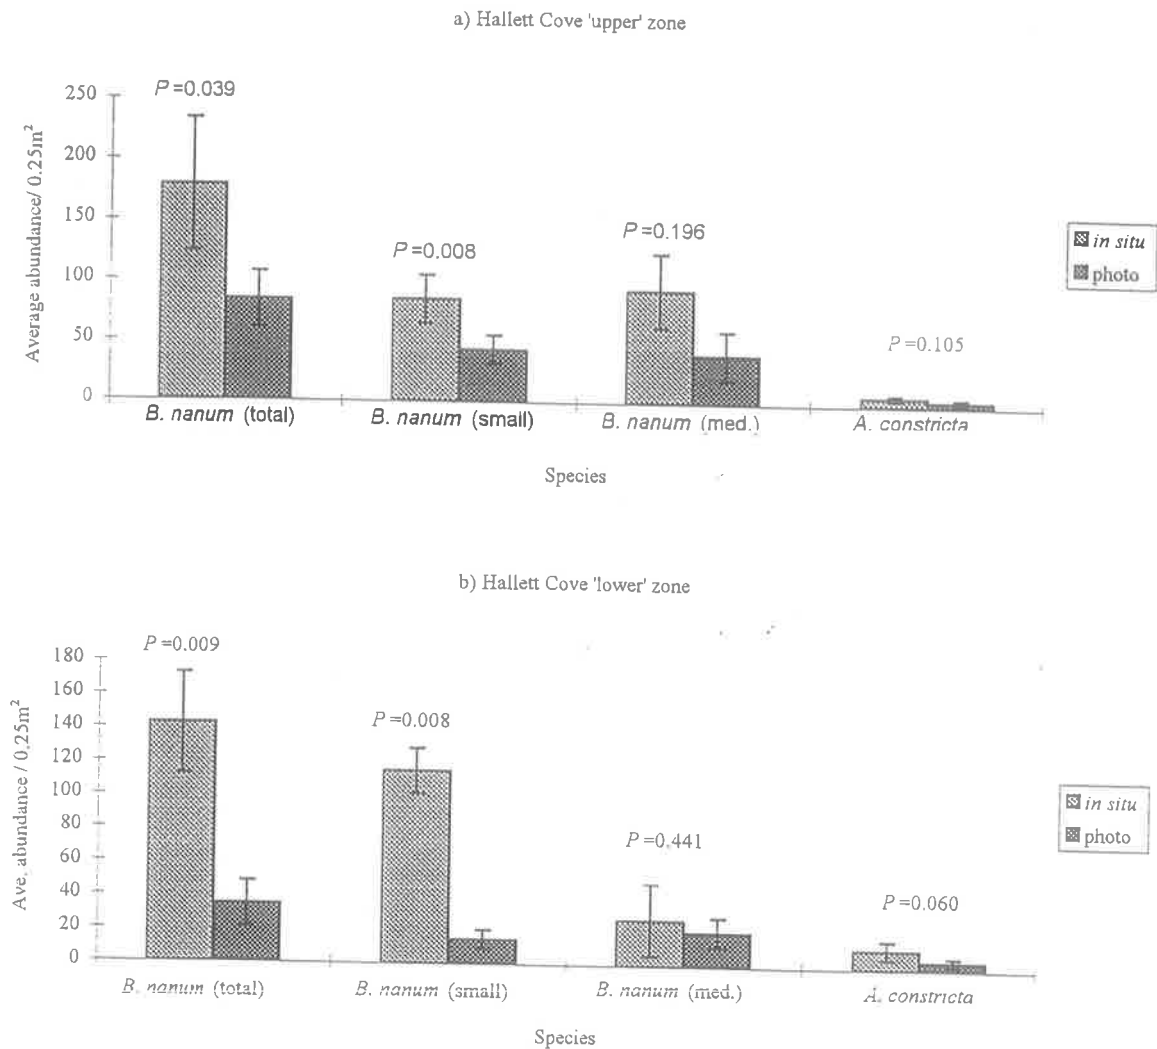 a) Hallett Cove 'upper' zone
P =0.039
P =0.008
P =0.196
P =0.105
250
200
150
100
50
0
Average abundance/ 0.25m²
in situ
photo
B. nanum (total)
B. nanum (small)
B. nanum (med.)
A. constricta
Species
b) Hallett Cove 'lower' zone
P =0.009
P =0.008
P =0.441
P =0.060
180
160
140
120
100
80
60
40
20
0
Ave. abundance / 0.25m²
in situ
photo
B. nanum (total)
B. nanum (small)
B. nanum (med.)
A. constricta
Species